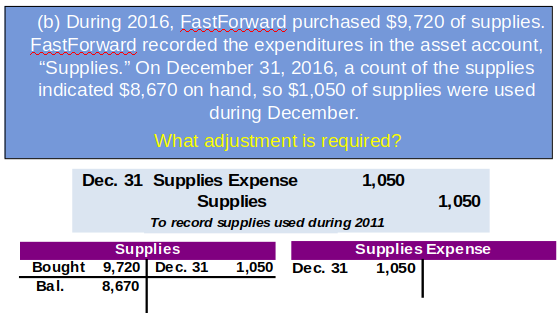 (b) During 2016, FastForward purchased $9,720 of supplies.
FastForward recorded the expenditures in the asset account,
“Supplies.” On December 31, 2016, a count of the supplies
indicated $8,670 on hand, so $1,050 of supplies were used
during December.
What adjustment is required?
Dec. 31 Supplies Expense 1,050
Supplies 1,050
To record supplies used during 2011
Supplies
Bought 9,720 Dec. 31 1,050
Bal. 8,670
Supplies Expense
Dec. 31 1,050